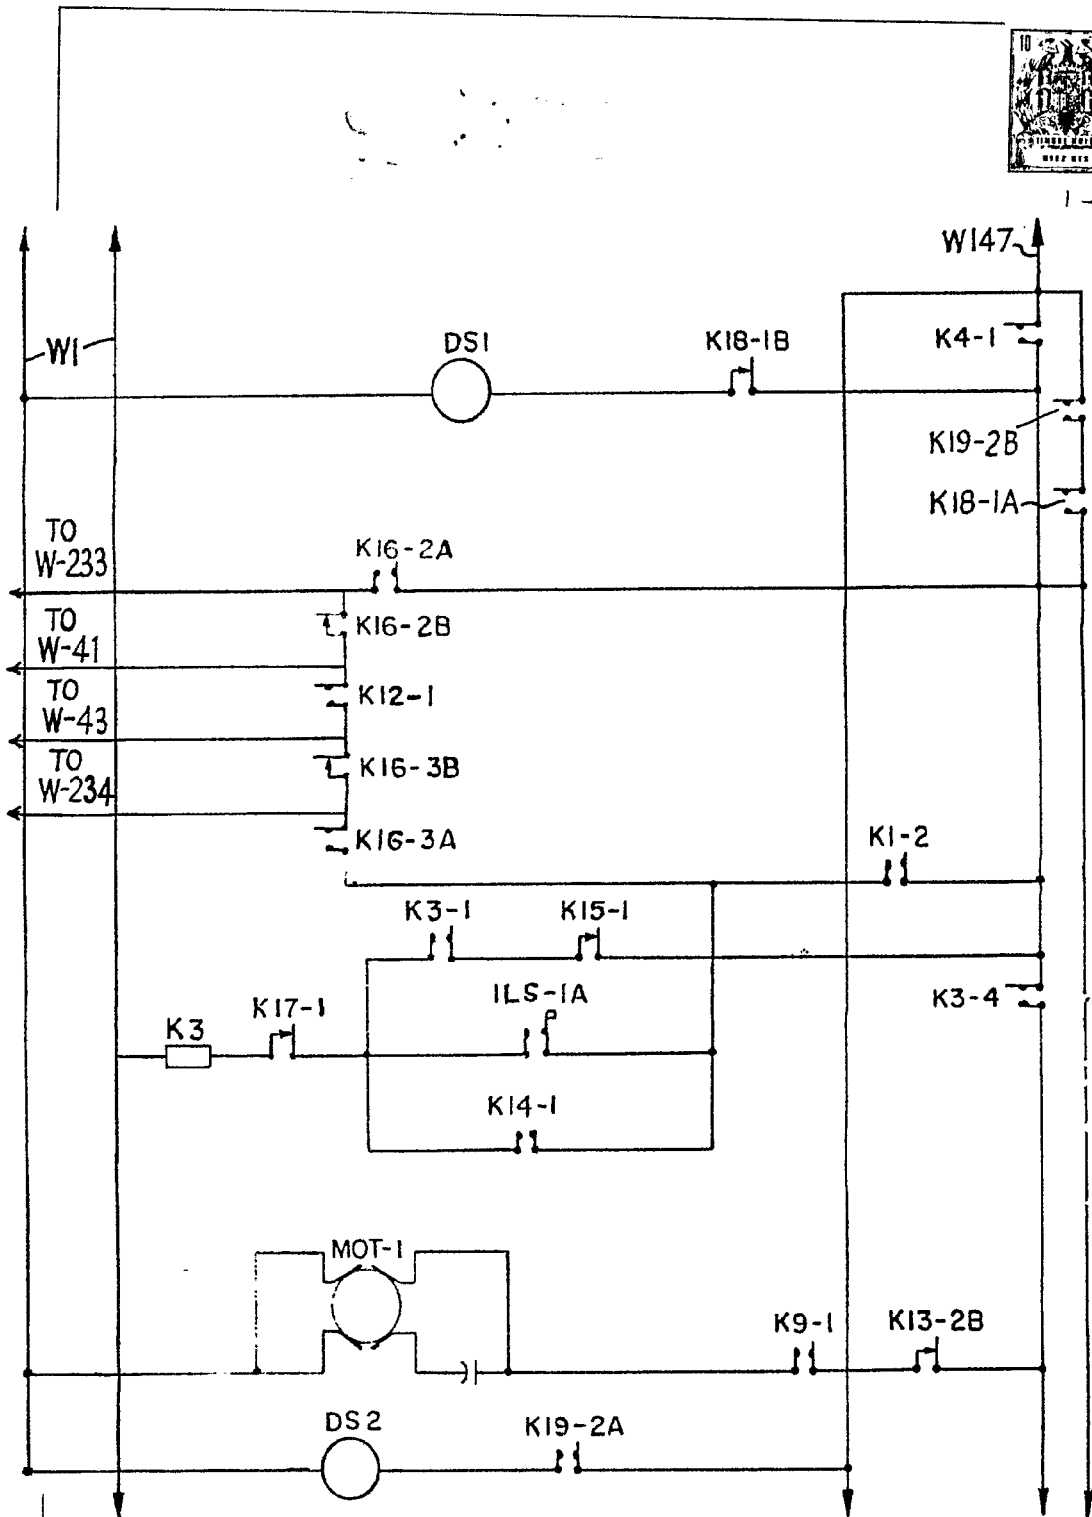 10
1-
W147
W1
DS1
K18-1B
K4-1
K19-2B
K18-1A
TO
W-233
K16-2A
TO
W-41
K16-2B
TO
W-43
K12-1
TO
W-234
K16-3B
K16-3A
K1-2
K3-1
K15-1
1LS-1A
K3-4
K17-1
K3
K14-1
MOT-1
K9-1
K13-2B
DS2
K19-2A